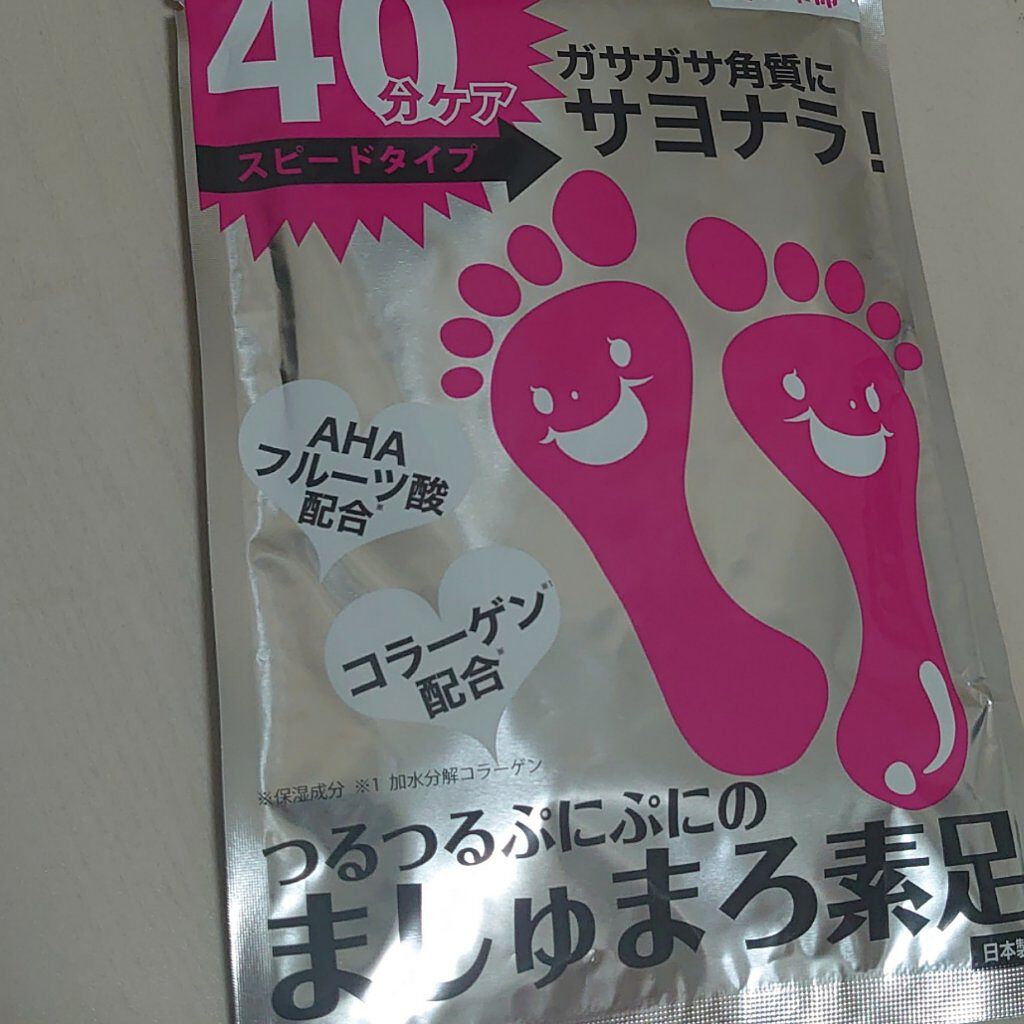 40
分ケア
スピードタイプ
ガサガサ角質に
サヨナラ!
AHA
フルーツ酸
配合※
コラーゲン※1
配合※
※保湿成分 ※1 加水分解コラーゲン
つるつるぷにぷにの
ましゅまろ素足
日本製